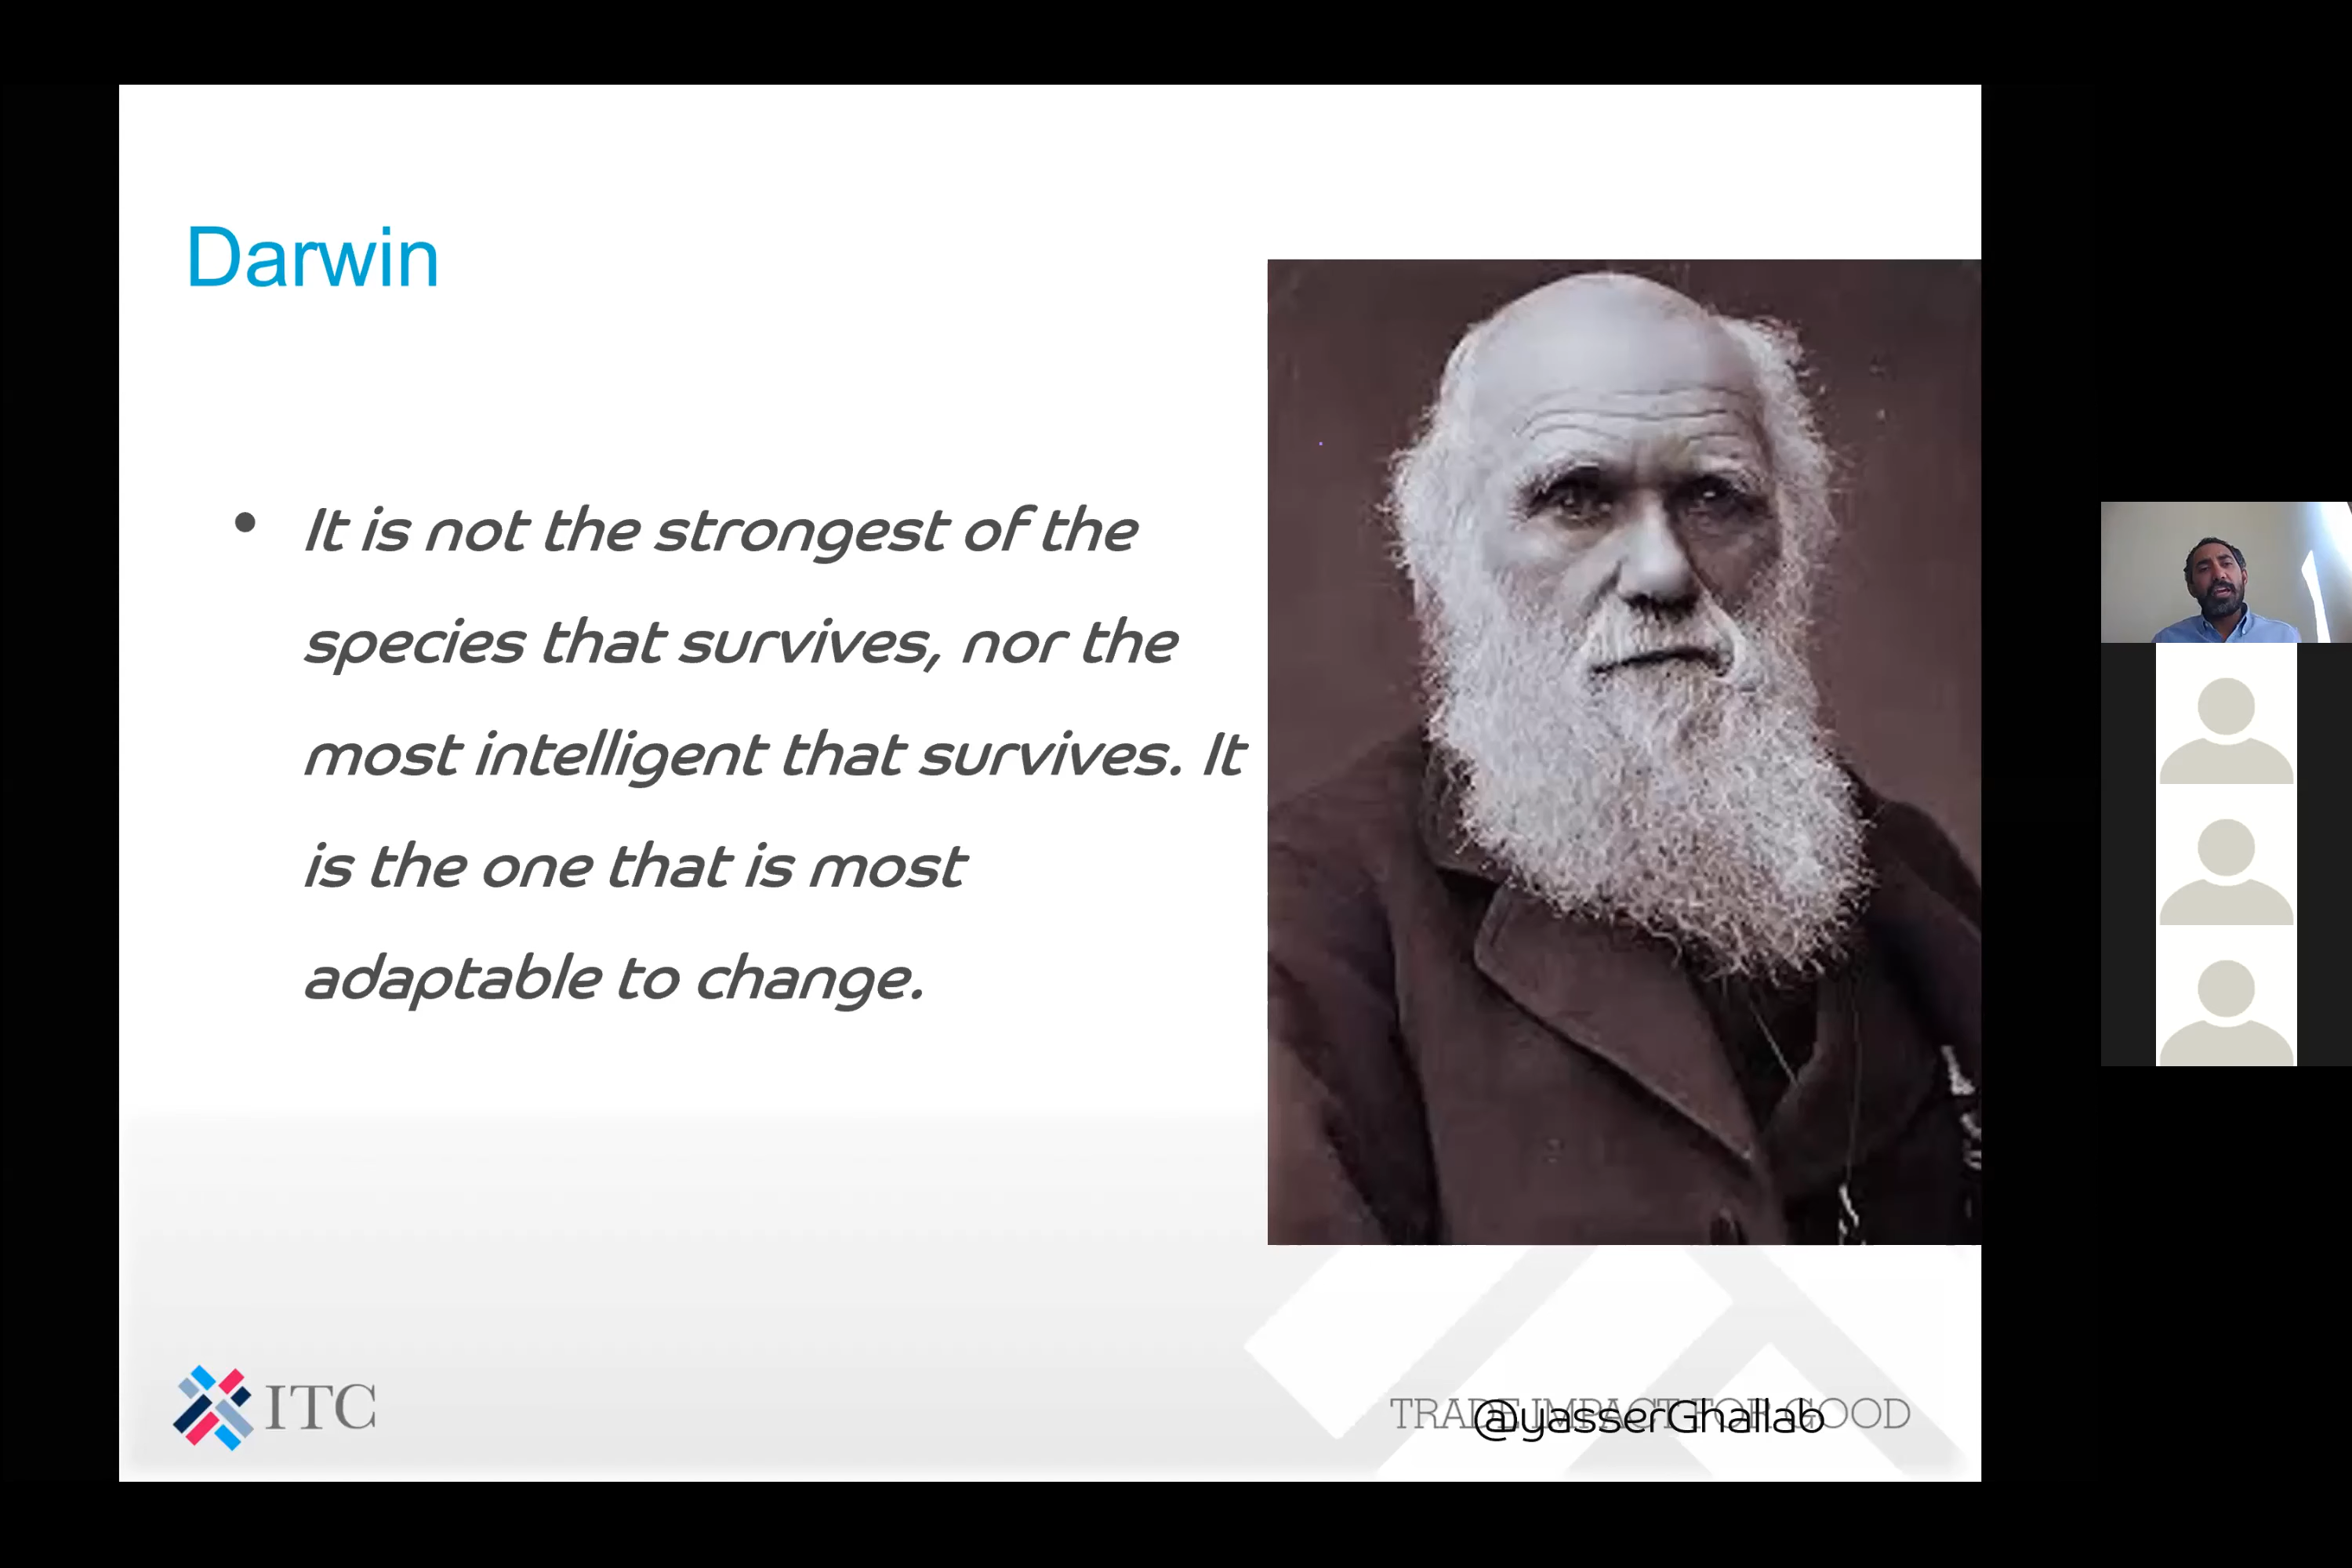 Darwin
• It is not the strongest of the
species that survives, nor the
most intelligent that survives. It
is the one that is most
adaptable to change.
ITC
TRADE IMPACT FOR GOOD
@yasserGhallab